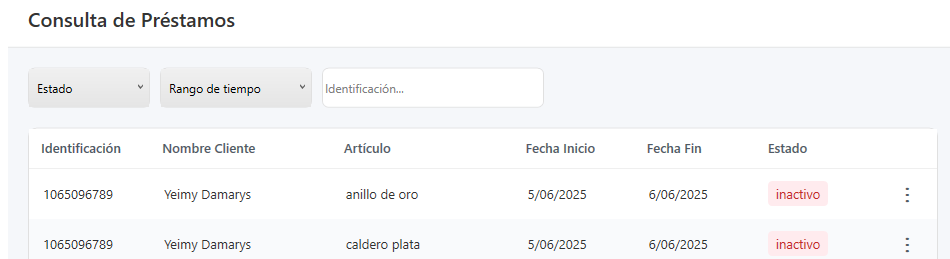 Consulta de Préstamos
Estado Rango de tiempo Identificación...
Identificación Nombre Cliente Artículo Fecha Inicio Fecha Fin Estado
1065096789 Yeimy Damarys anillo de oro 5/06/2025 6/06/2025 inactivo
1065096789 Yeimy Damarys caldero plata 5/06/2025 6/06/2025 inactivo